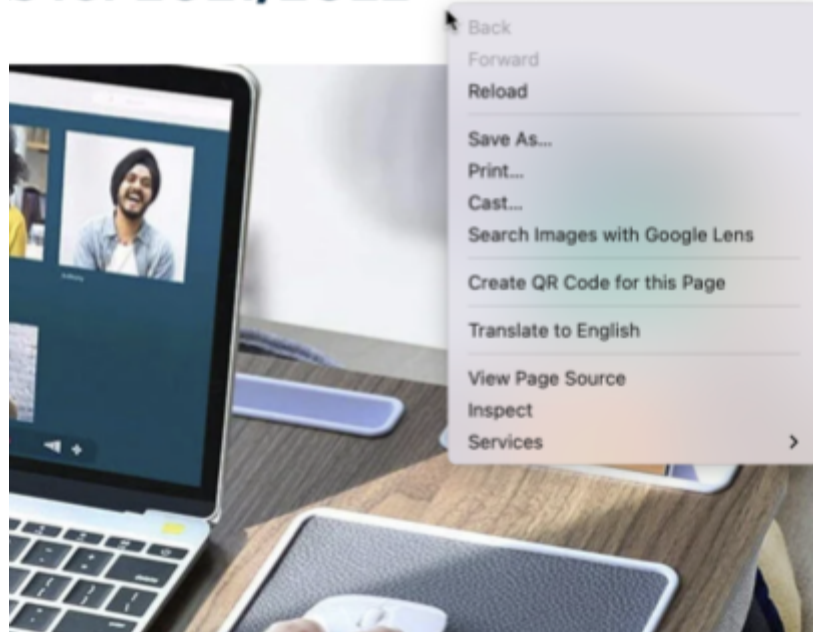 Back
Forward
Reload
Save As...
Print...
Cast...
Search Images with Google Lens
Create QR Code for this Page
Translate to English
View Page Source
Inspect
Services